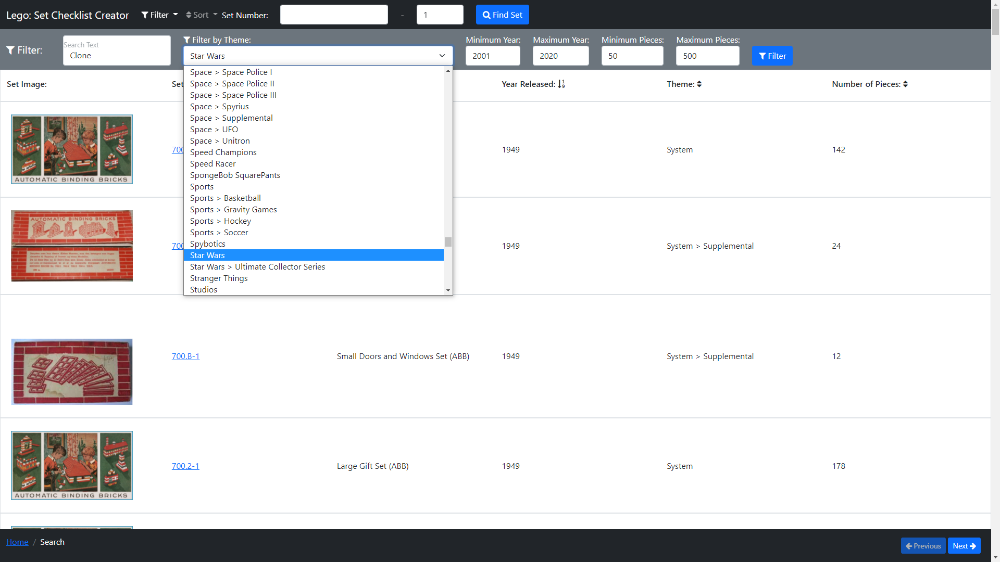 Lego: Set Checklist Creator Filter Sort Set Number: - 1 Find Set
Filter: Search Text Clone
Filter by Theme:
Star Wars
Minimum Year: 2001
Maximum Year: 2020
Minimum Pieces: 50
Maximum Pieces: 500
Filter
Space > Space Police I
Space > Space Police II
Space > Space Police III
Space > Spyrius
Space > Supplemental
Space > UFO
Space > Unitron
Speed Champions
Speed Racer
SpongeBob SquarePants
Sports
Sports > Basketball
Sports > Gravity Games
Sports > Hockey
Sports > Soccer
Spybotics
Star Wars
Star Wars > Ultimate Collector Series
Stranger Things
Studios
Set Image: Set Year Released: Theme: Number of Pieces:
AUTOMATIC BINDING BRICKS
700 1949 System 142
AUTOMATIC BINDING BRICKS
700 1949 System > Supplemental 24
700.B-1 Small Doors and Windows Set (ABB) 1949 System > Supplemental 12
AUTOMATIC BINDING BRICKS
700.2-1 Large Gift Set (ABB) 1949 System 178
Home / Search Previous Next